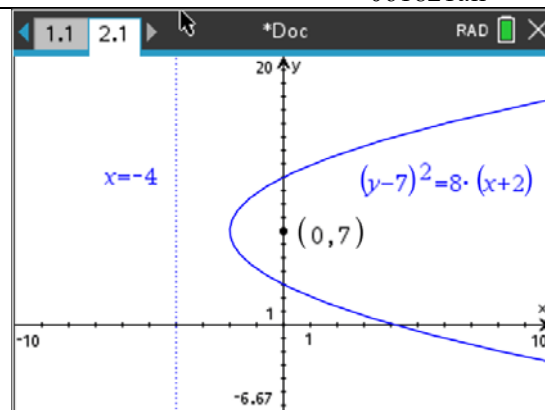 1.1 2.1 *Doc RAD
20 y
x=-4
(y-7)²=8·(x+2)
(0,7)
1 x
-10 1 10
-6.67